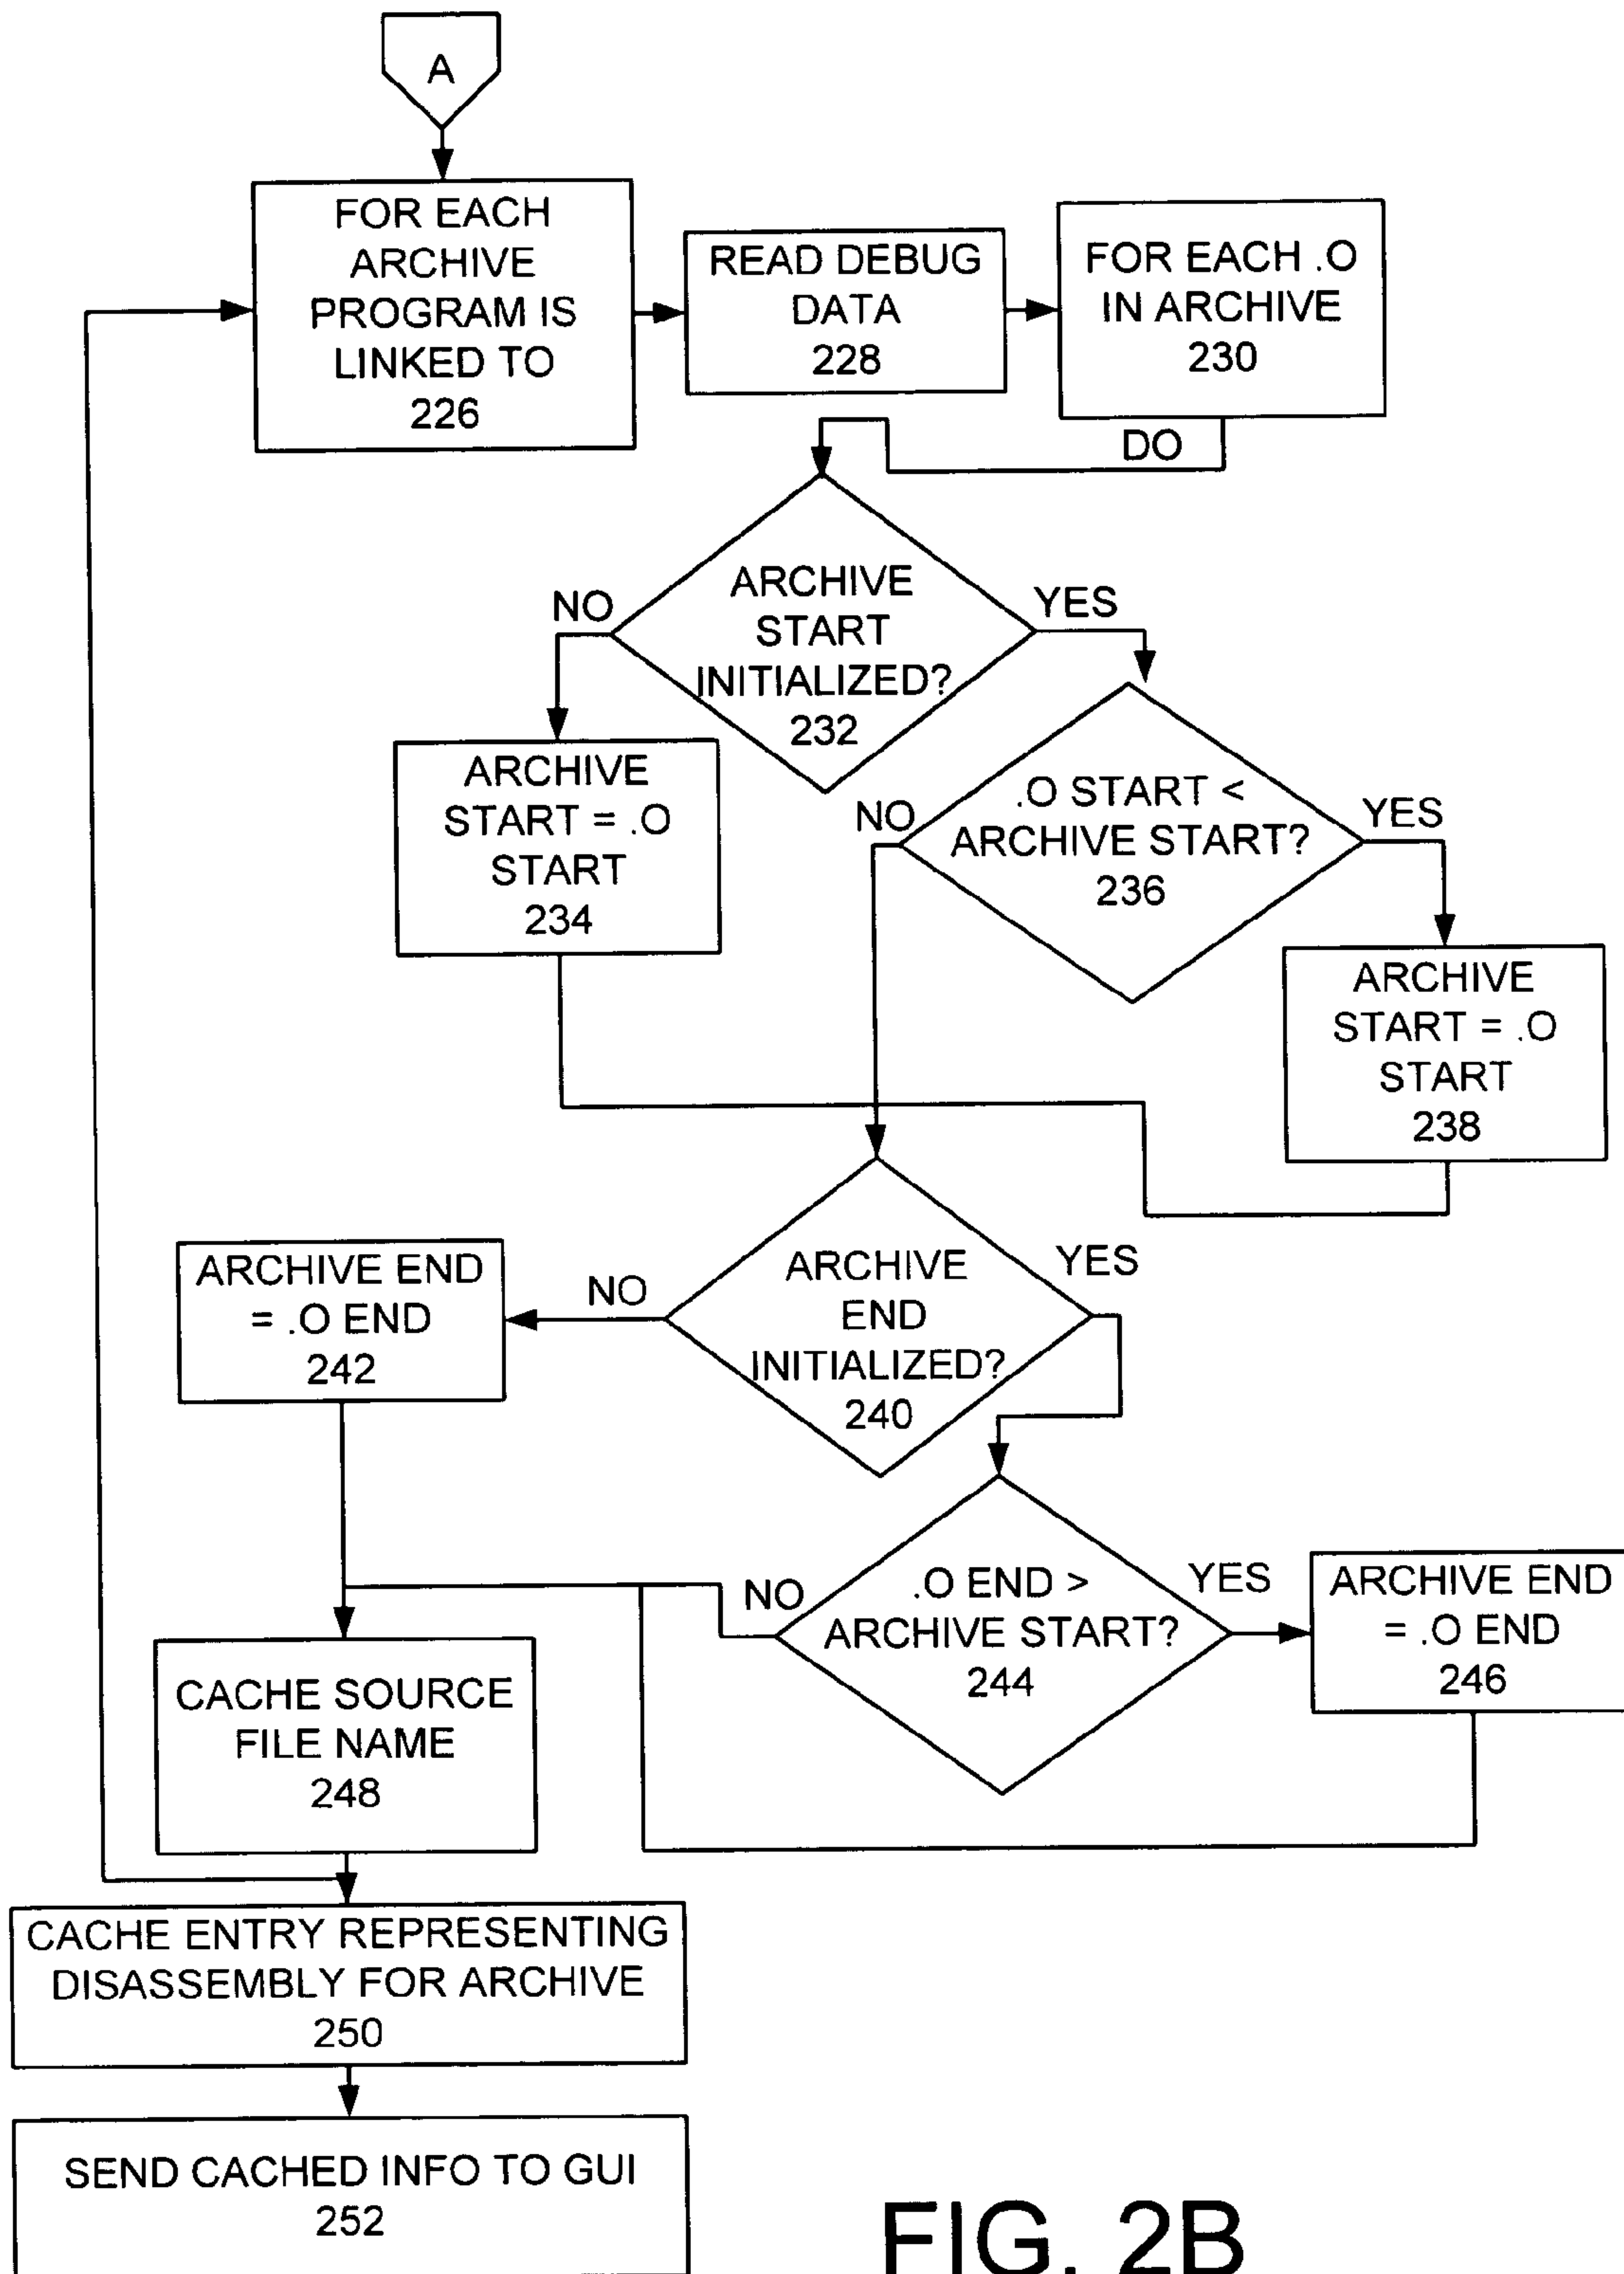 A
FOR EACH
ARCHIVE
PROGRAM IS
LINKED TO
226
READ DEBUG
DATA
228
FOR EACH .O
IN ARCHIVE
230
DO
ARCHIVE
START
INITIALIZED?
232
NO
YES
ARCHIVE
START = .O
START
234
.O START <
ARCHIVE START?
236
NO
YES
ARCHIVE
START = .O
START
238
ARCHIVE
END
INITIALIZED?
240
NO
YES
ARCHIVE END
= .O END
242
.O END >
ARCHIVE START?
244
NO
YES
ARCHIVE END
= .O END
246
CACHE SOURCE
FILE NAME
248
CACHE ENTRY REPRESENTING
DISASSEMBLY FOR ARCHIVE
250
SEND CACHED INFO TO GUI
252
FIG. 2B